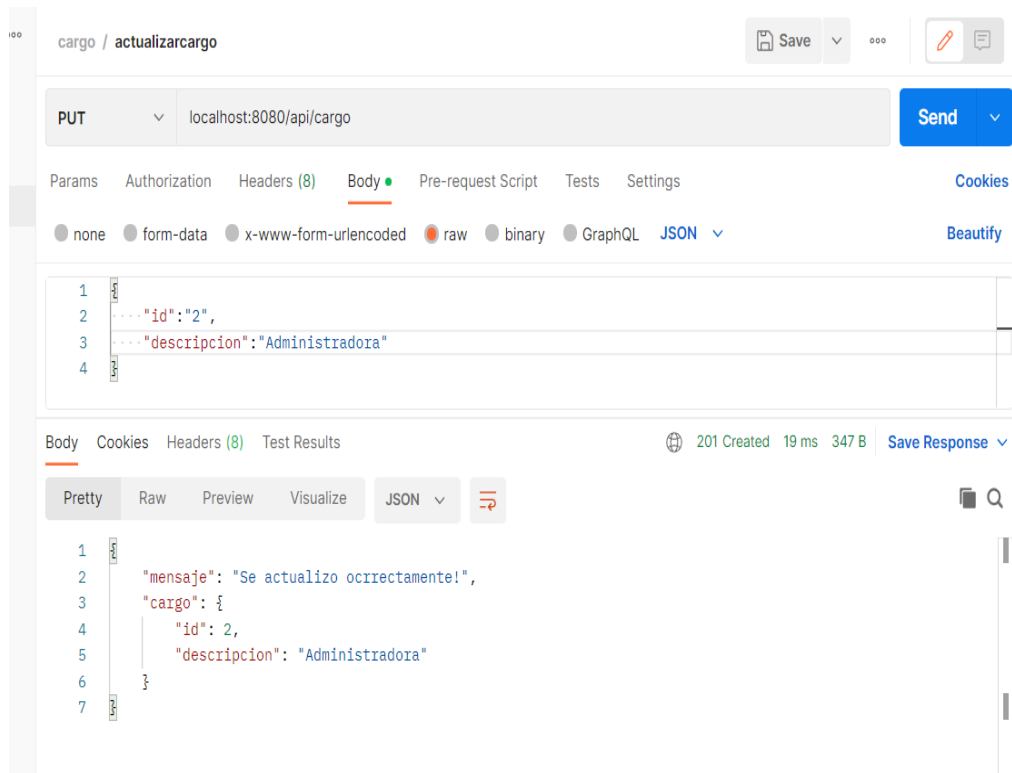 cargo / actualizarcargo
Save
PUT
localhost:8080/api/cargo
Send
Params Authorization Headers (8) Body Pre-request Script Tests Settings Cookies
none form-data x-www-form-urlencoded raw binary GraphQL JSON Beautify
1 {
2 ····"id":"2",
3 ····"descripcion":"Administradora"
4 }
Body Cookies Headers (8) Test Results 201 Created 19 ms 347 B Save Response
Pretty Raw Preview Visualize JSON
1 {
2 "mensaje": "Se actualizo ocrrectamente!",
3 "cargo": {
4 "id": 2,
5 "descripcion": "Administradora"
6 }
7 }